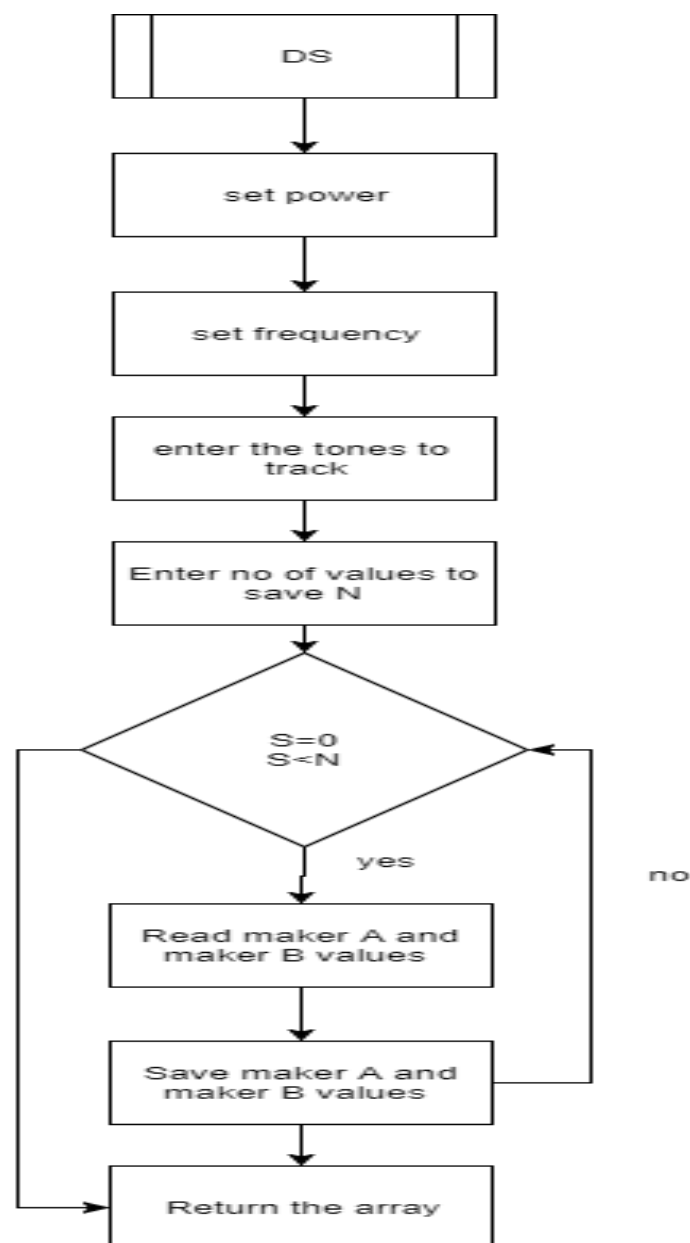 DS
set power
set frequency
enter the tones to
track
Enter no of values to
save N
S=0
S<N
yes
no
Read maker A and
maker B values
Save maker A and
maker B values
Return the array